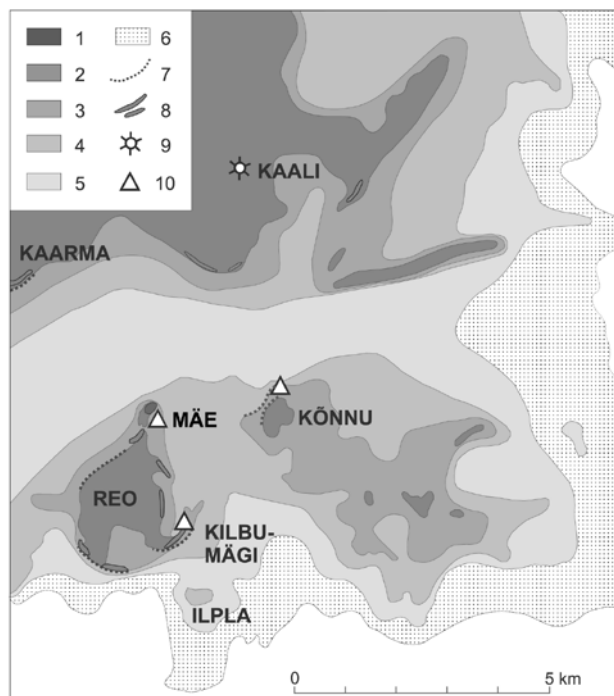 1 6
2 7
3 8
4 9
5 10
KAALI
KAARMA
MÄE
KÕNNU
REO
KILBU-
MÄGI
ILPLA
0 5 km